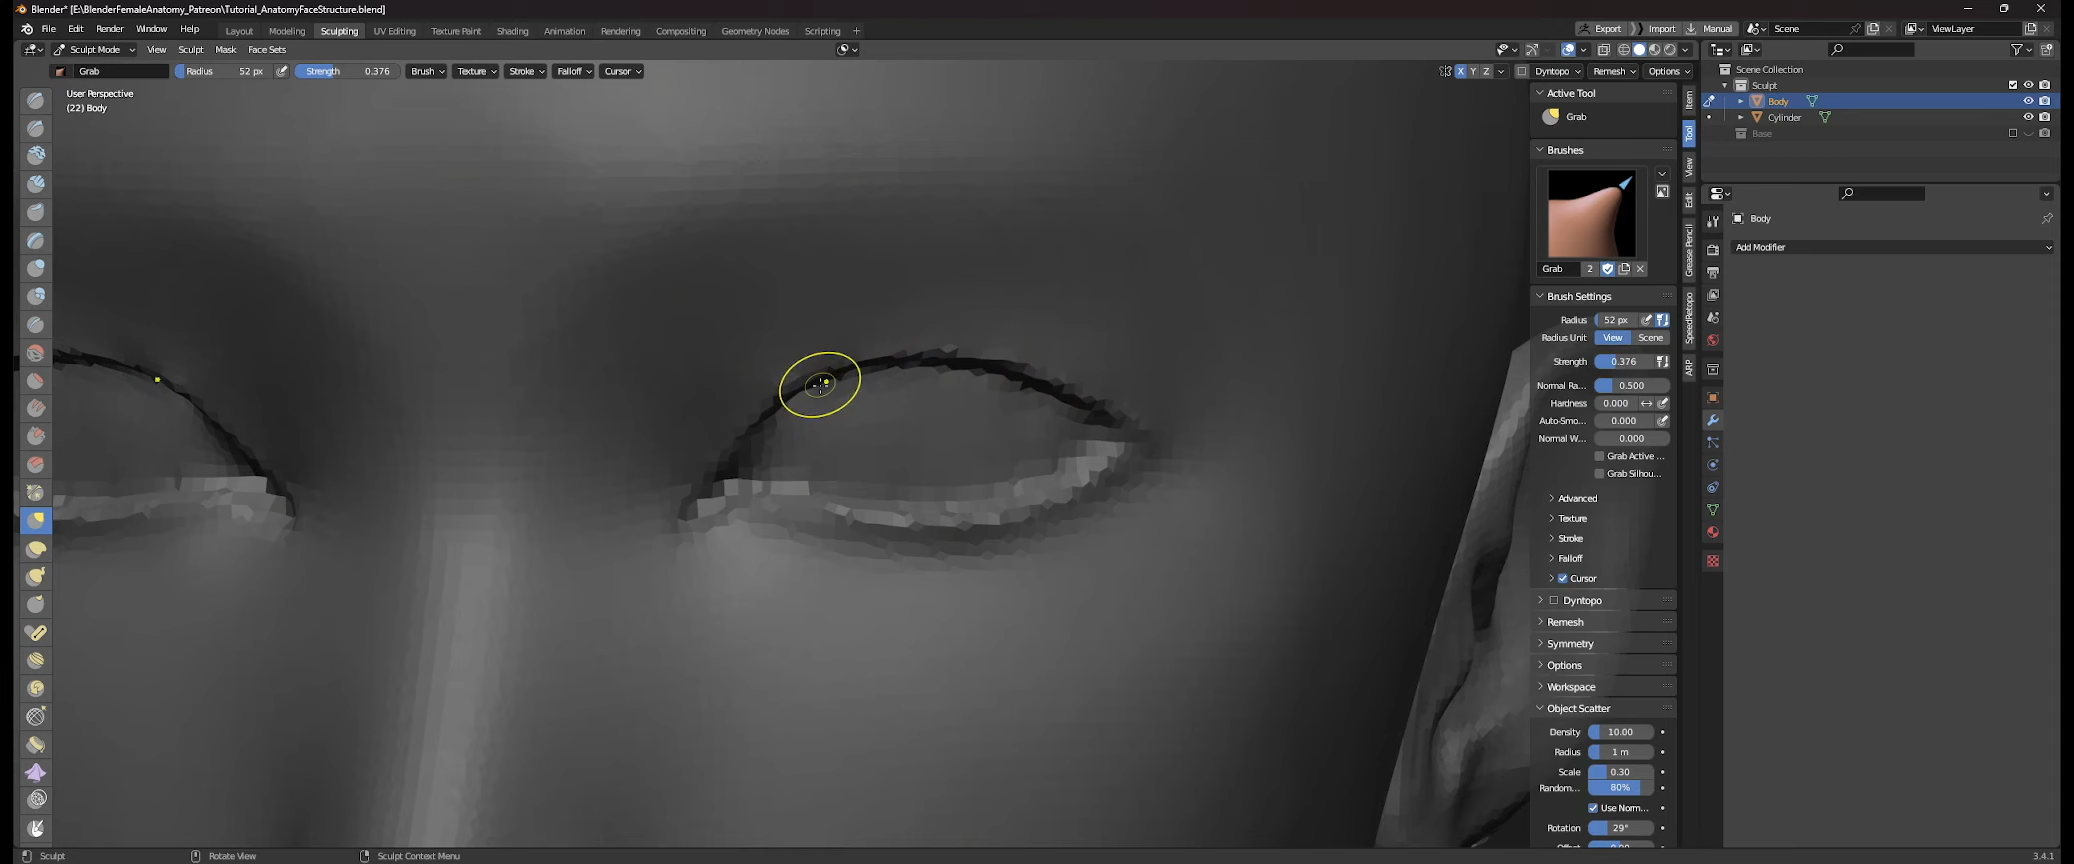 Blender* [E:\BlenderFemaleAnatomy_Patreon\Tutorial_AnatomyFaceStructure.blend]
File Edit Render Window Help Layout Modeling Sculpting UV Editing Texture Paint Shading Animation Rendering Compositing Geometry Nodes Scripting + Export Import Manual Scene ViewLayer
Sculpt Mode View Sculpt Mask Face Sets
Grab Radius 52 px Strength 0.376 Brush Texture Stroke Falloff Cursor X Y Z Dyntopo Remesh Options
User Perspective
(22) Body
Active Tool
Grab
Brushes
Grab 2
Brush Settings
Radius 52 px
Radius Unit View Scene
Strength 0.376
Normal Ra... 0.500
Hardness 0.000
Auto-Smo... 0.000
Normal W... 0.000
Grab Active ...
Grab Silhou...
Advanced
Texture
Stroke
Falloff
Cursor
Dyntopo
Remesh
Symmetry
Options
Workspace
Object Scatter
Density 10.00
Radius 1 m
Scale 0.30
Random... 80%
Use Norm...
Rotation 29°
Item
Tool
View
Edit
Grease Pencil
SpeedRetopo
ARP
Scene Collection
Sculpt
Body
Cylinder
Base
Body
Add Modifier
Sculpt Rotate View Sculpt Context Menu 3.4.1